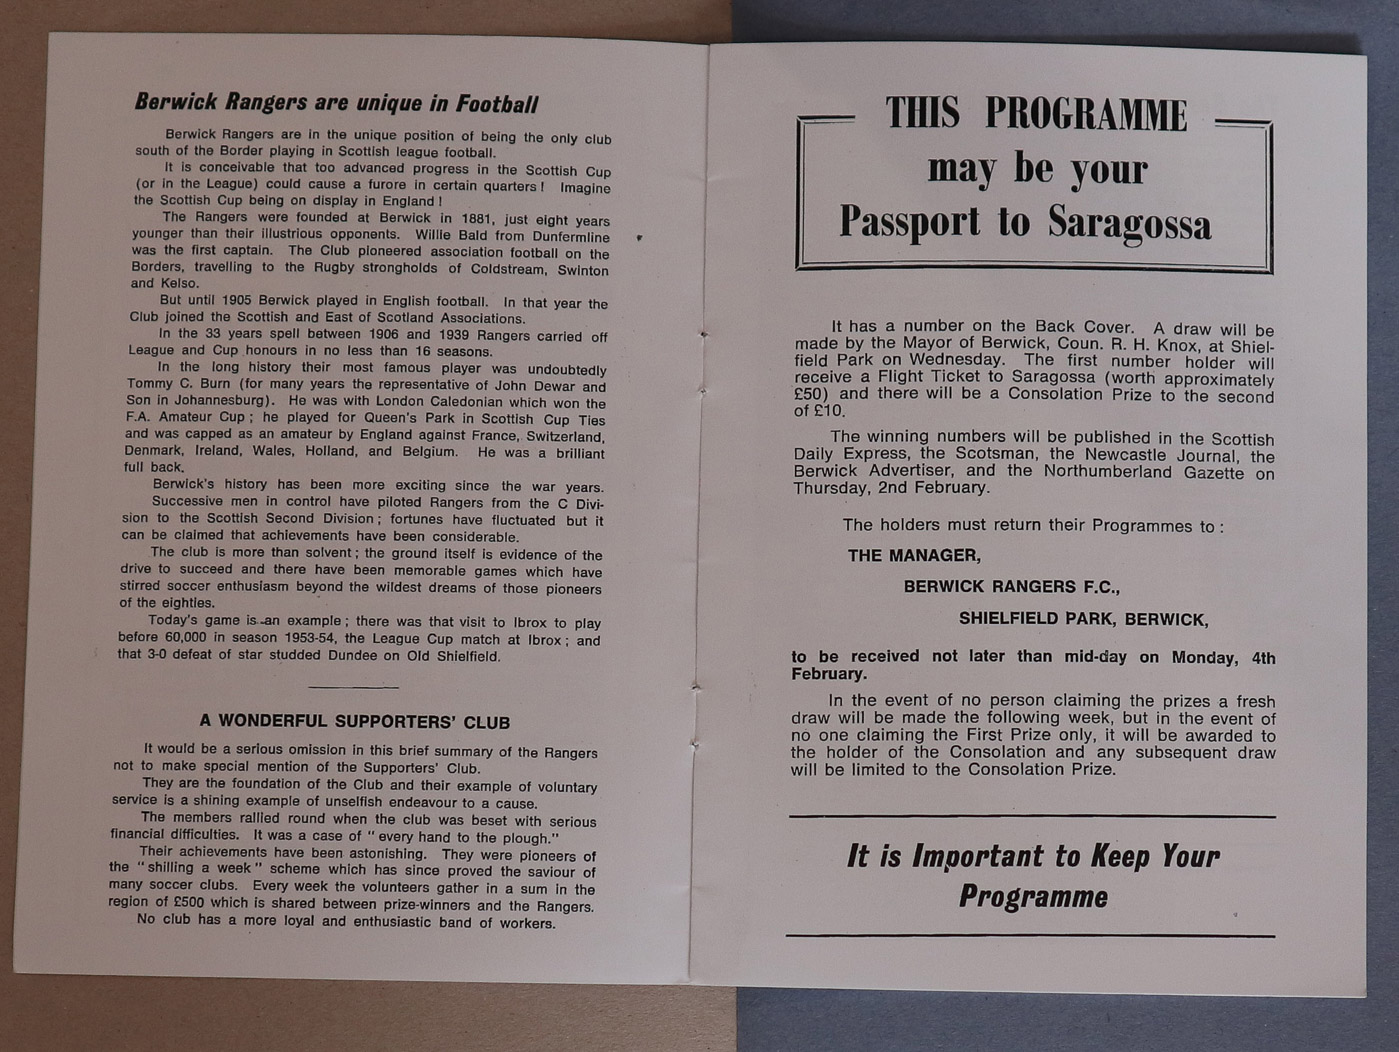 Berwick Rangers are unique in Football
Berwick Rangers are in the unique position of being the only club
south of the Border playing in Scottish league football.
It is conceivable that too advanced progress in the Scottish Cup
(or in the League) could cause a furore in certain quarters! Imagine
the Scottish Cup being on display in England!
The Rangers were founded at Berwick in 1881, just eight years
younger than their illustrious opponents. Willie Bald from Dunfermline
was the first captain. The Club pioneered association football on the
Borders, travelling to the Rugby strongholds of Coldstream, Swinton
and Kelso.
But until 1905 Berwick played in English football. In that year the
Club joined the Scottish and East of Scotland Associations.
In the 33 years spell between 1906 and 1939 Rangers carried off
League and Cup honours in no less than 16 seasons.
In the long history their most famous player was undoubtedly
Tommy C. Burn (for many years the representative of John Dewar and
Son in Johannesburg). He was with London Caledonian which won the
F.A. Amateur Cup; he played for Queen's Park in Scottish Cup Ties
and was capped as an amateur by England against France, Switzerland,
Denmark, Ireland, Wales, Holland, and Belgium. He was a brilliant
full back.
Berwick's history has been more exciting since the war years.
Successive men in control have piloted Rangers from the C Divi-
sion to the Scottish Second Division; fortunes have fluctuated but it
can be claimed that achievements have been considerable.
The club is more than solvent; the ground itself is evidence of the
drive to succeed and there have been memorable games which have
stirred soccer enthusiasm beyond the wildest dreams of those pioneers
of the eighties.
Today's game is an example; there was that visit to Ibrox to play
before 60,000 in season 1953-54, the League Cup match at Ibrox; and
that 3-0 defeat of star studded Dundee on Old Shielfield.
A WONDERFUL SUPPORTERS' CLUB
It would be a serious omission in this brief summary of the Rangers
not to make special mention of the Supporters' Club.
They are the foundation of the Club and their example of voluntary
service is a shining example of unselfish endeavour to a cause.
The members rallied round when the club was beset with serious
financial difficulties. It was a case of "every hand to the plough."
Their achievements have been astonishing. They were pioneers of
the "shilling a week" scheme which has since proved the saviour of
many soccer clubs. Every week the volunteers gather in a sum in the
region of £500 which is shared between prize-winners and the Rangers.
No club has a more loyal and enthusiastic band of workers.
THIS PROGRAMME
may be your
Passport to Saragossa
It has a number on the Back Cover. A draw will be
made by the Mayor of Berwick, Coun. R. H. Knox, at Shiel-
field Park on Wednesday. The first number holder will
receive a Flight Ticket to Saragossa (worth approximately
£50) and there will be a Consolation Prize to the second
of £10.
The winning numbers will be published in the Scottish
Daily Express, the Scotsman, the Newcastle Journal, the
Berwick Advertiser, and the Northumberland Gazette on
Thursday, 2nd February.
The holders must return their Programmes to:
THE MANAGER,
BERWICK RANGERS F.C.,
SHIELFIELD PARK, BERWICK,
to be received not later than mid-day on Monday, 4th
February.
In the event of no person claiming the prizes a fresh
draw will be made the following week, but in the event of
no one claiming the First Prize only, it will be awarded to
the holder of the Consolation and any subsequent draw
will be limited to the Consolation Prize.
It is Important to Keep Your
Programme